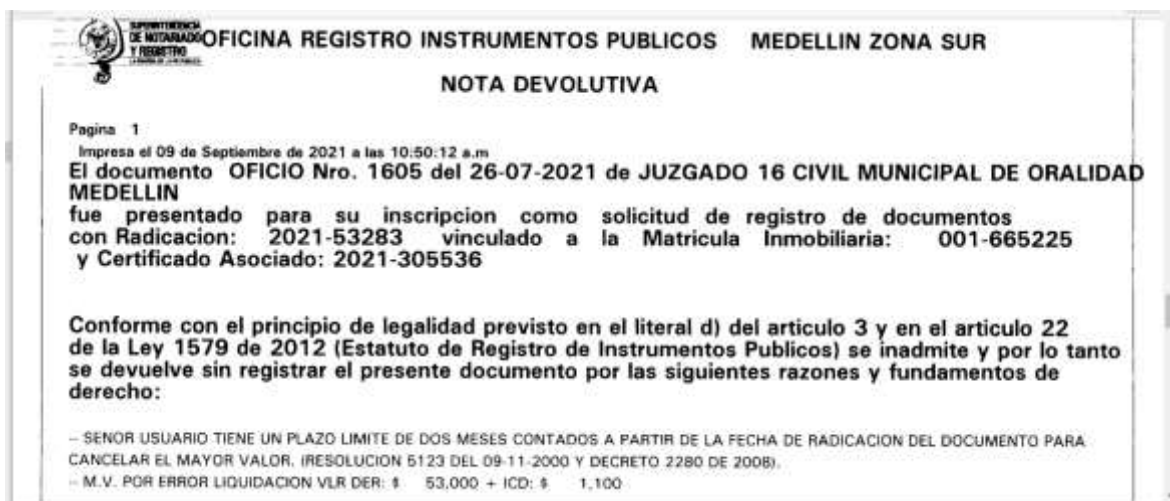 SUPERINTENDENCIA
DE NOTARIADO
Y REGISTRO
OFICINA REGISTRO INSTRUMENTOS PUBLICOS MEDELLIN ZONA SUR
NOTA DEVOLUTIVA
Pagina 1
Impresa el 09 de Septiembre de 2021 a las 10:50:12 a.m
El documento OFICIO Nro. 1605 del 26-07-2021 de JUZGADO 16 CIVIL MUNICIPAL DE ORALIDAD
MEDELLIN
fue presentado para su inscripcion como solicitud de registro de documentos
con Radicacion: 2021-53283 vinculado a la Matricula Inmobiliaria: 001-665225
y Certificado Asociado: 2021-305536
Conforme con el principio de legalidad previsto en el literal d) del articulo 3 y en el articulo 22
de la Ley 1579 de 2012 (Estatuto de Registro de Instrumentos Publicos) se inadmite y por lo tanto
se devuelve sin registrar el presente documento por las siguientes razones y fundamentos de
derecho:
-- SENOR USUARIO TIENE UN PLAZO LIMITE DE DOS MESES CONTADOS A PARTIR DE LA FECHA DE RADICACION DEL DOCUMENTO PARA
CANCELAR EL MAYOR VALOR. (RESOLUCION 5123 DEL 09-11-2000 Y DECRETO 2280 DE 2008).
-- M.V. POR ERROR LIQUIDACION VLR DER: $ 53,000 + ICD: $ 1,100